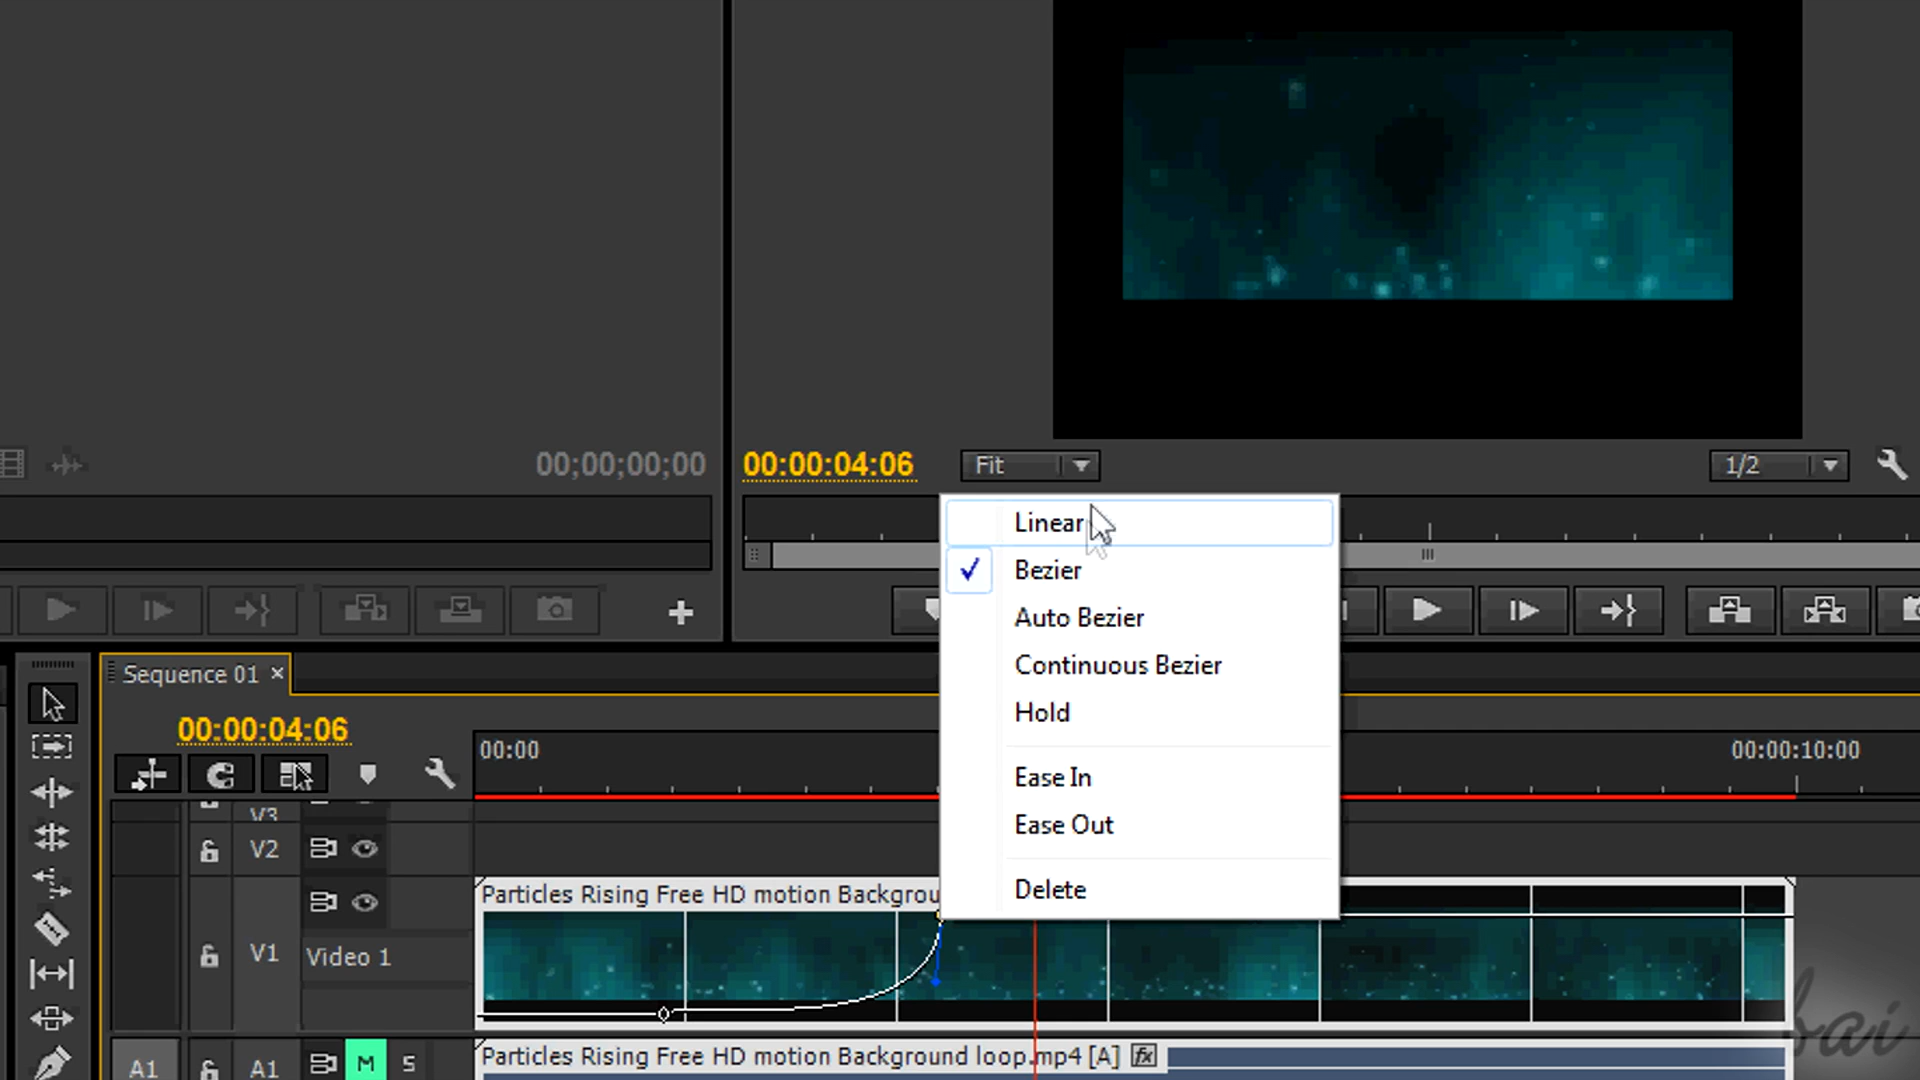 00;00;00;00
00:00:04:06
Fit
1/2
Linear
Bezier
Auto Bezier
Continuous Bezier
Hold
Ease In
Ease Out
Delete
Sequence 01 ×
00:00:04:06
00:00
00:00:10:00
V3
V2
V1
Video 1
Particles Rising Free HD motion Backgrou
A1
A1
M
S
Particles Rising Free HD motion Background loop.mp4 [A] fx
bai